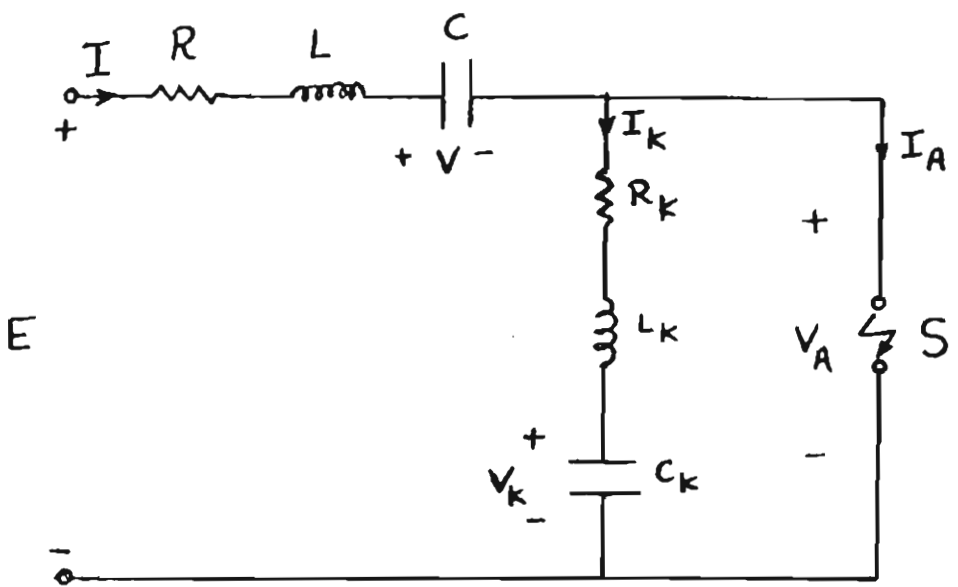 I R L C
+
+ V -
I_K
R_K
I_A
+
E
L_K
V_A S
+
V_K C_K
-
-
-